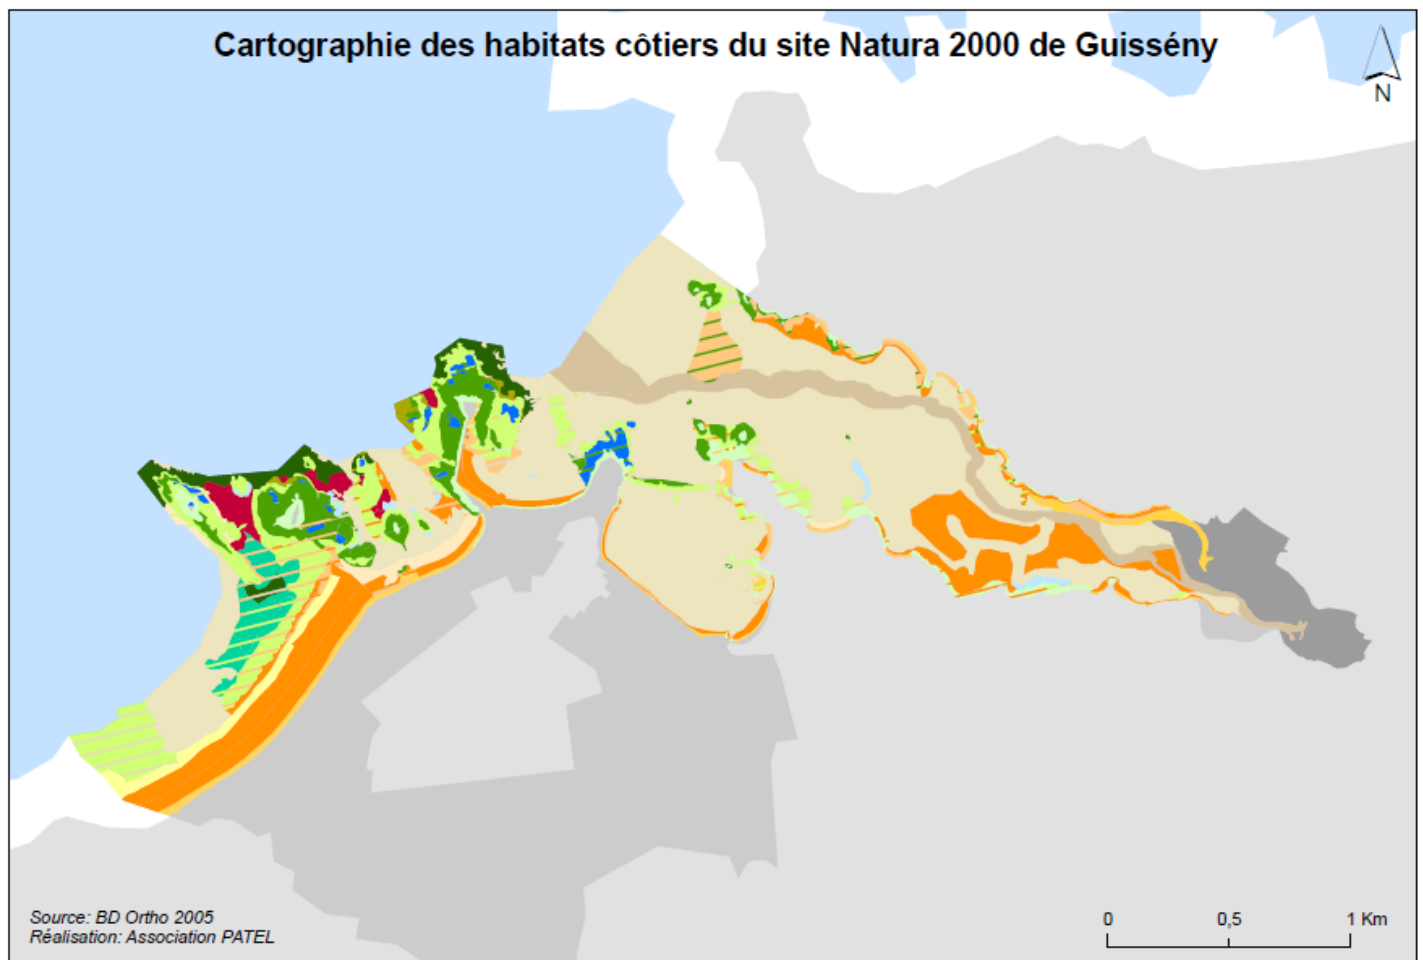 Cartographie des habitats côtiers du site Natura 2000 de Guissény
N
Source: BD Ortho 2005
Réalisation: Association PATEL
0 0,5 1 Km